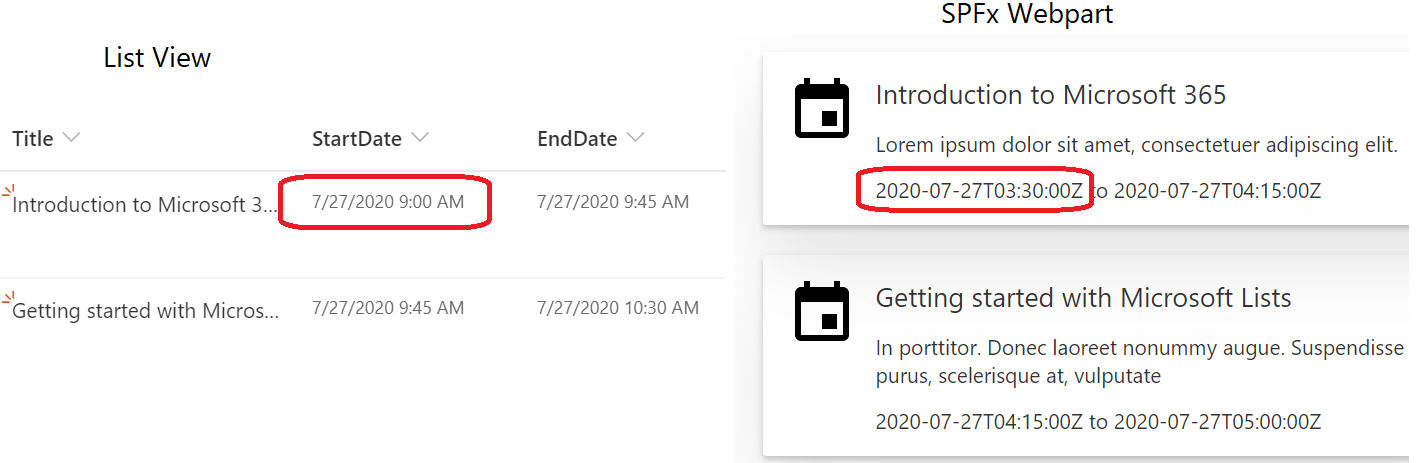 List View
Title StartDate EndDate
Introduction to Microsoft 3... 7/27/2020 9:00 AM 7/27/2020 9:45 AM
Getting started with Micros... 7/27/2020 9:45 AM 7/27/2020 10:30 AM
SPFx Webpart
Introduction to Microsoft 365
Lorem ipsum dolor sit amet, consectetuer adipiscing elit.
2020-07-27T03:30:00Z to 2020-07-27T04:15:00Z
Getting started with Microsoft Lists
In porttitor. Donec laoreet nonummy augue. Suspendisse
purus, scelerisque at, vulputate
2020-07-27T04:15:00Z to 2020-07-27T05:00:00Z